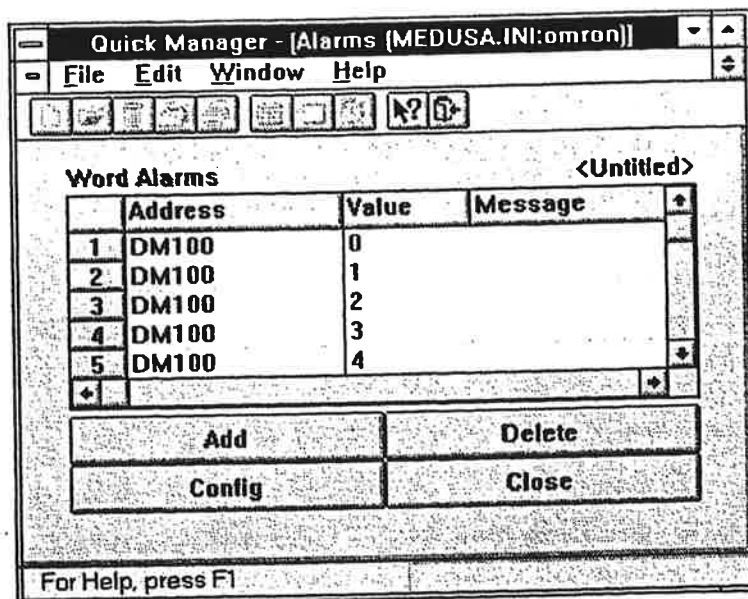 Quick Manager - [Alarms (MEDUSA.INI:omron)]
File Edit Window Help
Word Alarms <Untitled>
Address Value Message
1 DM100 0
2 DM100 1
3 DM100 2
4 DM100 3
5 DM100 4
Add Delete
Config Close
For Help, press F1